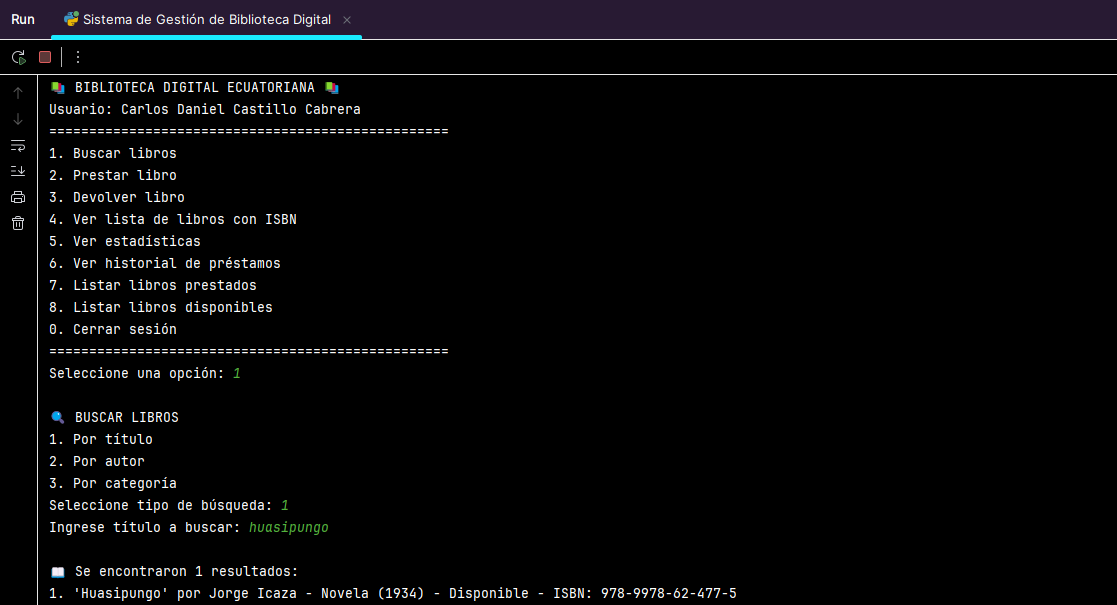 Run
Sistema de Gestión de Biblioteca Digital
📚 BIBLIOTECA DIGITAL ECUATORIANA 📚
Usuario: Carlos Daniel Castillo Cabrera
==================================================
1. Buscar libros
2. Prestar libro
3. Devolver libro
4. Ver lista de libros con ISBN
5. Ver estadísticas
6. Ver historial de préstamos
7. Listar libros prestados
8. Listar libros disponibles
0. Cerrar sesión
==================================================
Seleccione una opción: 1
🔍 BUSCAR LIBROS
1. Por título
2. Por autor
3. Por categoría
Seleccione tipo de búsqueda: 1
Ingrese título a buscar: huasipungo
📖 Se encontraron 1 resultados:
1. 'Huasipungo' por Jorge Icaza - Novela (1934) - Disponible - ISBN: 978-9978-62-477-5